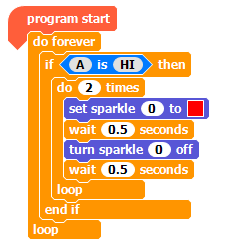 program start
do forever
if A is HI then
do 2 times
set sparkle 0 to
wait 0.5 seconds
turn sparkle 0 off
wait 0.5 seconds
loop
end if
loop